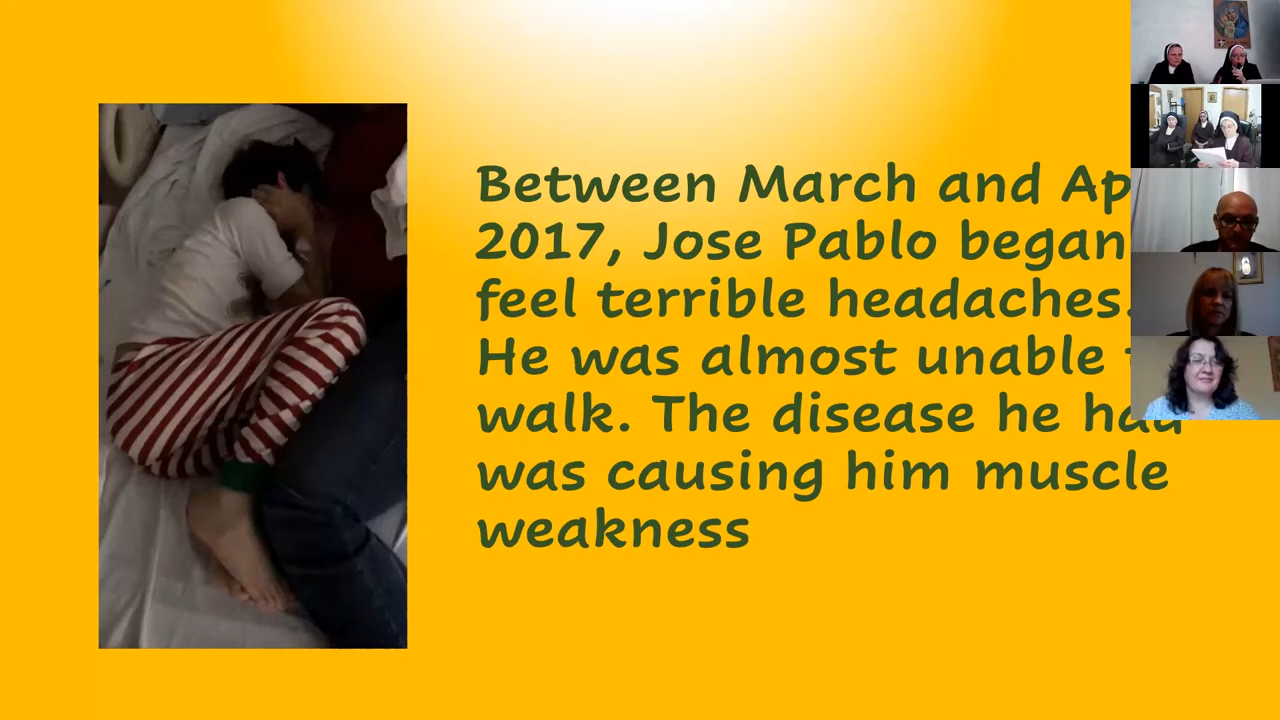 Between March and Ap
2017, Jose Pablo began
feel terrible headaches.
He was almost unable
walk. The disease he had
was causing him muscle
weakness